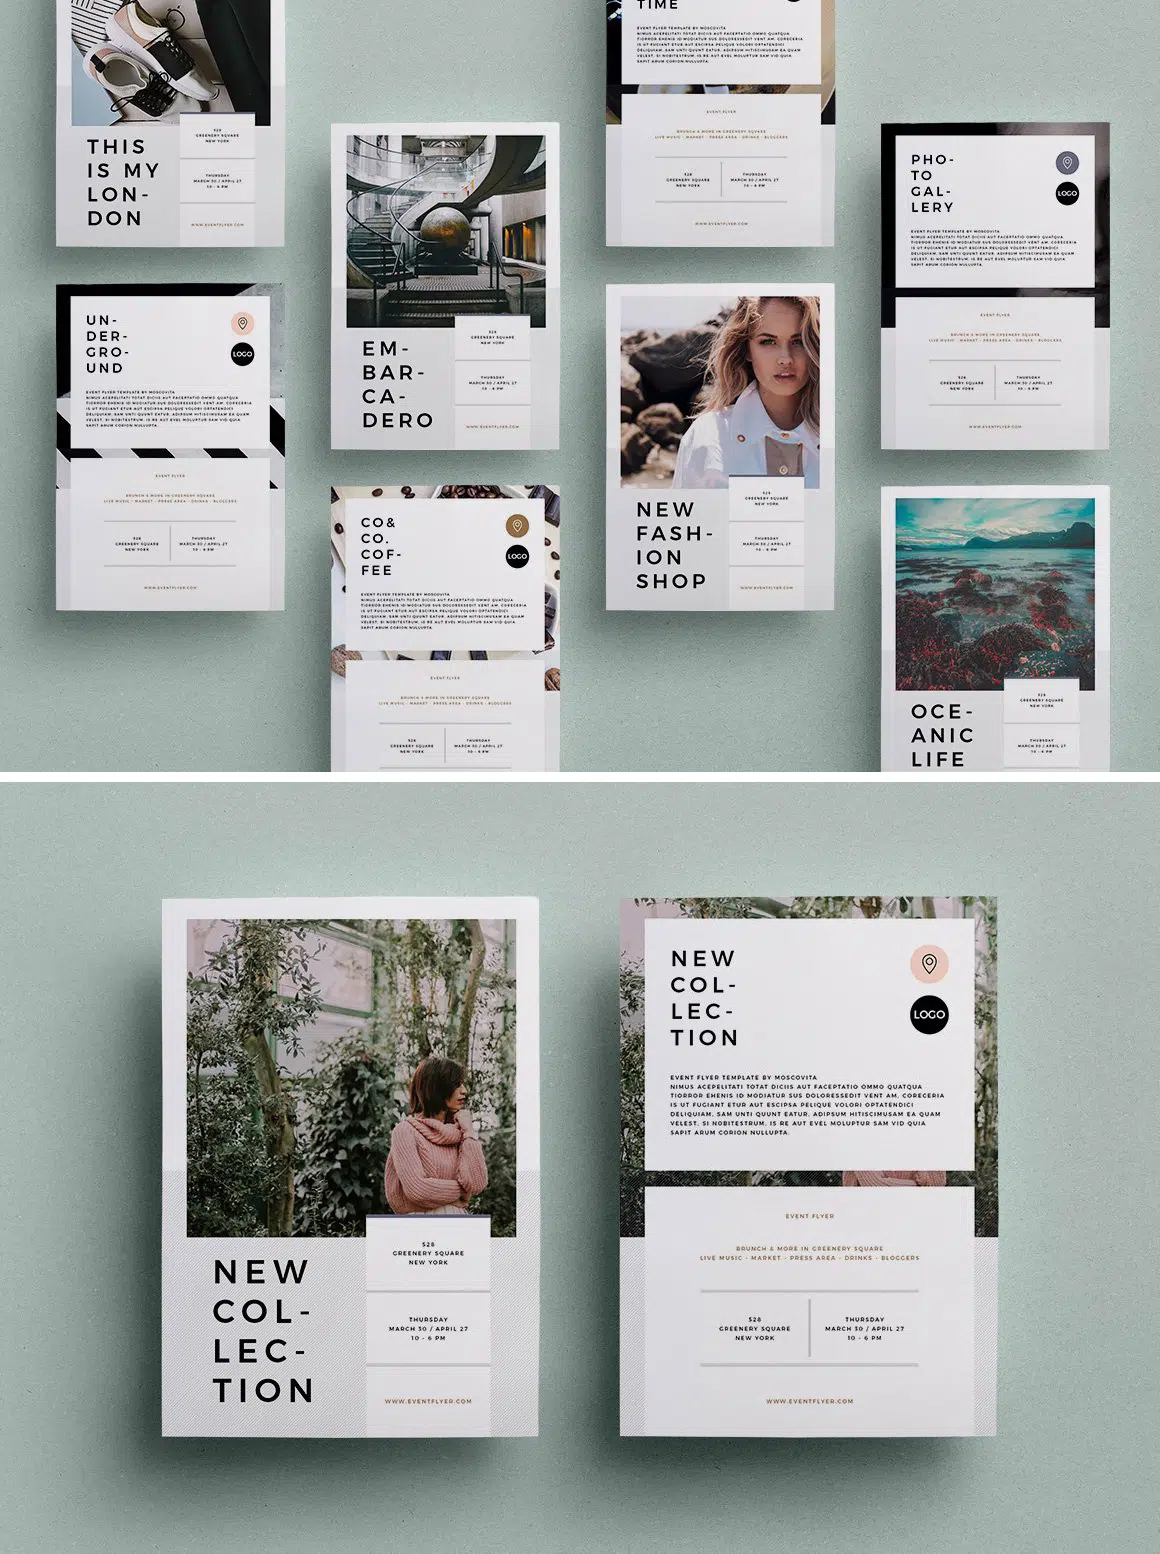 THIS
IS MY
LON-
DON
528
GREENERY SQUARE
NEW YORK
THURSDAY
MARCH 30 / APRIL 27
10 - 6 PM
WWW.EVENTFLYER.COM
TIME
EVENT FLYER TEMPLATE BY MOSCOVITA
NIMUS ACEPELITATI TOTAT DICIIS AUT FACEPTATIO OMMO QUATQUA
TIORROR EHENIS ID MODIATUR SUS DOLORESSEDIT VENT AM, CORECERIA
IS UT FUGIANT ETUR AUT ESCIPSA PELIQUE VOLORI OPTATENDICI
DELIQUIAM, SAM UNTI QUUNT EATUR, ADIPSUM HITISCIMUSAM EA QUAM
VELEST, SI NOBITESTRUM, IS RE AUT EVEL MOLUPTUR SAM VID QUIA
SAPIT ARUM CORION NULLUPTA.
EVENT FLYER
BRUNCH & MORE IN GREENERY SQUARE
LIVE MUSIC - MARKET - PRESS AREA - DRINKS - BLOGGERS
528
GREENERY SQUARE
NEW YORK
THURSDAY
MARCH 30 / APRIL 27
10 - 6 PM
WWW.EVENTFLYER.COM
EM-
BAR-
CA-
DERO
528
GREENERY SQUARE
NEW YORK
THURSDAY
MARCH 30 / APRIL 27
10 - 6 PM
WWW.EVENTFLYER.COM
PHO-
TO
GAL-
LERY
LOGO
EVENT FLYER TEMPLATE BY MOSCOVITA
NIMUS ACEPELITATI TOTAT DICIIS AUT FACEPTATIO OMMO QUATQUA
TIORROR EHENIS ID MODIATUR SUS DOLORESSEDIT VENT AM, CORECERIA
IS UT FUGIANT ETUR AUT ESCIPSA PELIQUE VOLORI OPTATENDICI
DELIQUIAM, SAM UNTI QUUNT EATUR, ADIPSUM HITISCIMUSAM EA QUAM
VELEST, SI NOBITESTRUM, IS RE AUT EVEL MOLUPTUR SAM VID QUIA
SAPIT ARUM CORION NULLUPTA.
EVENT FLYER
BRUNCH & MORE IN GREENERY SQUARE
LIVE MUSIC - MARKET - PRESS AREA - DRINKS - BLOGGERS
528
GREENERY SQUARE
NEW YORK
THURSDAY
MARCH 30 / APRIL 27
10 - 6 PM
WWW.EVENTFLYER.COM
UN-
DER-
GRO-
UND
LOGO
EVENT FLYER TEMPLATE BY MOSCOVITA
NIMUS ACEPELITATI TOTAT DICIIS AUT FACEPTATIO OMMO QUATQUA
TIORROR EHENIS ID MODIATUR SUS DOLORESSEDIT VENT AM, CORECERIA
IS UT FUGIANT ETUR AUT ESCIPSA PELIQUE VOLORI OPTATENDICI
DELIQUIAM, SAM UNTI QUUNT EATUR, ADIPSUM HITISCIMUSAM EA QUAM
VELEST, SI NOBITESTRUM, IS RE AUT EVEL MOLUPTUR SAM VID QUIA
SAPIT ARUM CORION NULLUPTA.
EVENT FLYER
BRUNCH & MORE IN GREENERY SQUARE
LIVE MUSIC - MARKET - PRESS AREA - DRINKS - BLOGGERS
528
GREENERY SQUARE
NEW YORK
THURSDAY
MARCH 30 / APRIL 27
10 - 6 PM
WWW.EVENTFLYER.COM
CO&
CO.
COF-
FEE
LOGO
EVENT FLYER TEMPLATE BY MOSCOVITA
NIMUS ACEPELITATI TOTAT DICIIS AUT FACEPTATIO OMMO QUATQUA
TIORROR EHENIS ID MODIATUR SUS DOLORESSEDIT VENT AM, CORECERIA
IS UT FUGIANT ETUR AUT ESCIPSA PELIQUE VOLORI OPTATENDICI
DELIQUIAM, SAM UNTI QUUNT EATUR, ADIPSUM HITISCIMUSAM EA QUAM
VELEST, SI NOBITESTRUM, IS RE AUT EVEL MOLUPTUR SAM VID QUIA
SAPIT ARUM CORION NULLUPTA.
EVENT FLYER
BRUNCH & MORE IN GREENERY SQUARE
LIVE MUSIC - MARKET - PRESS AREA - DRINKS - BLOGGERS
528
GREENERY SQUARE
NEW YORK
THURSDAY
MARCH 30 / APRIL 27
10 - 6 PM
NEW
FASH-
ION
SHOP
528
GREENERY SQUARE
NEW YORK
THURSDAY
MARCH 30 / APRIL 27
10 - 6 PM
WWW.EVENTFLYER.COM
OCE-
ANIC
LIFE
528
GREENERY SQUARE
NEW YORK
THURSDAY
MARCH 30 / APRIL 27
10 - 6 PM
NEW
COL-
LEC-
TION
528
GREENERY SQUARE
NEW YORK
THURSDAY
MARCH 30 / APRIL 27
10 - 6 PM
WWW.EVENTFLYER.COM
NEW
COL-
LEC-
TION
LOGO
EVENT FLYER TEMPLATE BY MOSCOVITA
NIMUS ACEPELITATI TOTAT DICIIS AUT FACEPTATIO OMMO QUATQUA
TIORROR EHENIS ID MODIATUR SUS DOLORESSEDIT VENT AM, CORECERIA
IS UT FUGIANT ETUR AUT ESCIPSA PELIQUE VOLORI OPTATENDICI
DELIQUIAM, SAM UNTI QUUNT EATUR, ADIPSUM HITISCIMUSAM EA QUAM
VELEST, SI NOBITESTRUM, IS RE AUT EVEL MOLUPTUR SAM VID QUIA
SAPIT ARUM CORION NULLUPTA.
EVENT FLYER
BRUNCH & MORE IN GREENERY SQUARE
LIVE MUSIC - MARKET - PRESS AREA - DRINKS - BLOGGERS
528
GREENERY SQUARE
NEW YORK
THURSDAY
MARCH 30 / APRIL 27
10 - 6 PM
WWW.EVENTFLYER.COM